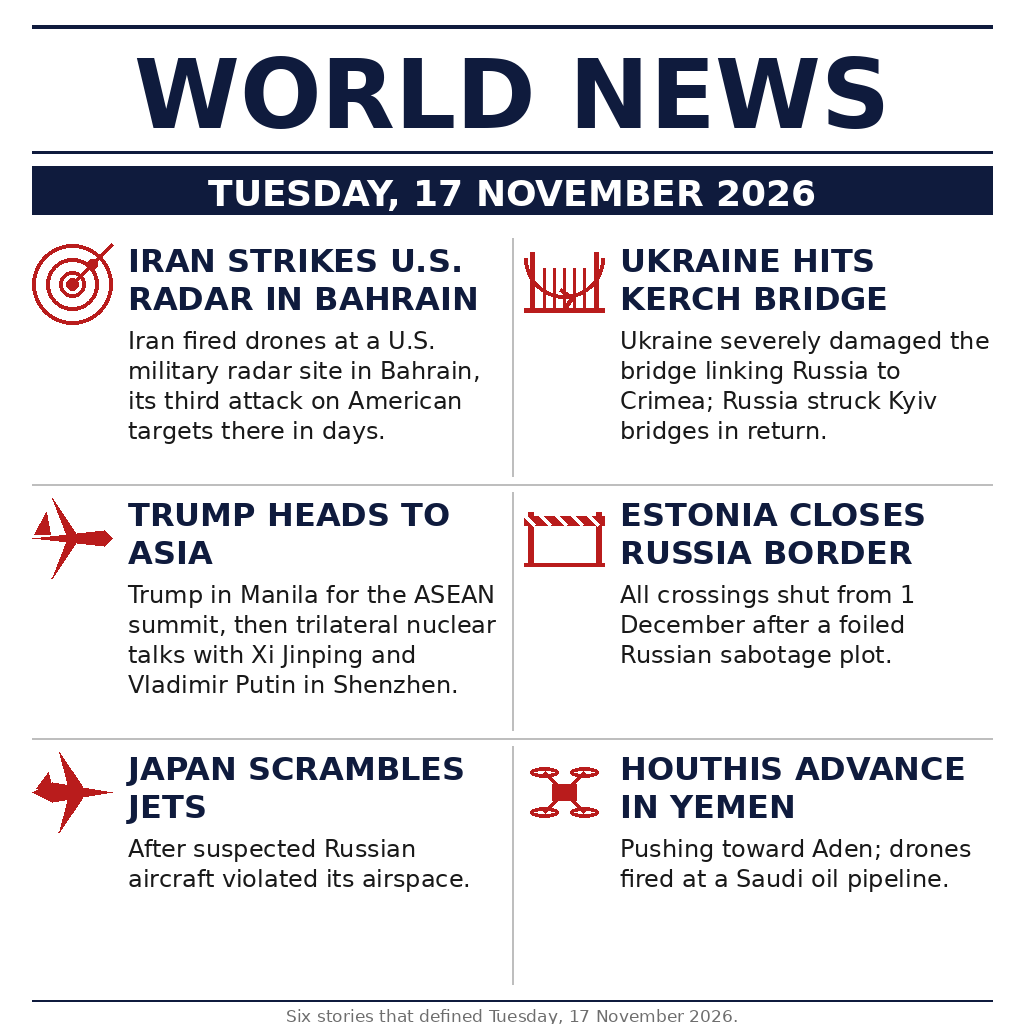 WORLD NEWS
TUESDAY, 17 NOVEMBER 2026
IRAN STRIKES U.S.
RADAR IN BAHRAIN
Iran fired drones at a U.S.
military radar site in Bahrain,
its third attack on American
targets there in days.
UKRAINE HITS
KERCH BRIDGE
Ukraine severely damaged the
bridge linking Russia to
Crimea; Russia struck Kyiv
bridges in return.
TRUMP HEADS TO
ASIA
Trump in Manila for the ASEAN
summit, then trilateral nuclear
talks with Xi Jinping and
Vladimir Putin in Shenzhen.
ESTONIA CLOSES
RUSSIA BORDER
All crossings shut from 1
December after a foiled
Russian sabotage plot.
JAPAN SCRAMBLES
JETS
After suspected Russian
aircraft violated its airspace.
HOUTHIS ADVANCE
IN YEMEN
Pushing toward Aden; drones
fired at a Saudi oil pipeline.
Six stories that defined Tuesday, 17 November 2026.